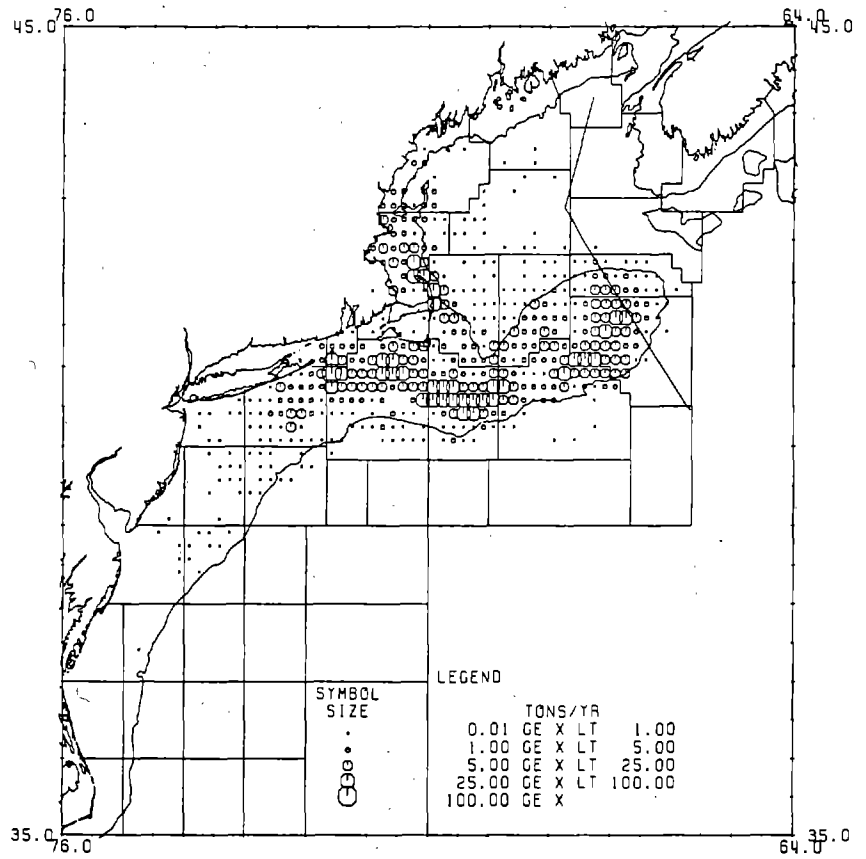 76.0
64.0
45.0
45.0
LEGEND
SYMBOL
SIZE
TONS/YR
0.01 GE X LT 1.00
1.00 GE X LT 5.00
5.00 GE X LT 25.00
25.00 GE X LT 100.00
100.00 GE X
35.0
35.0
76.0
64.0